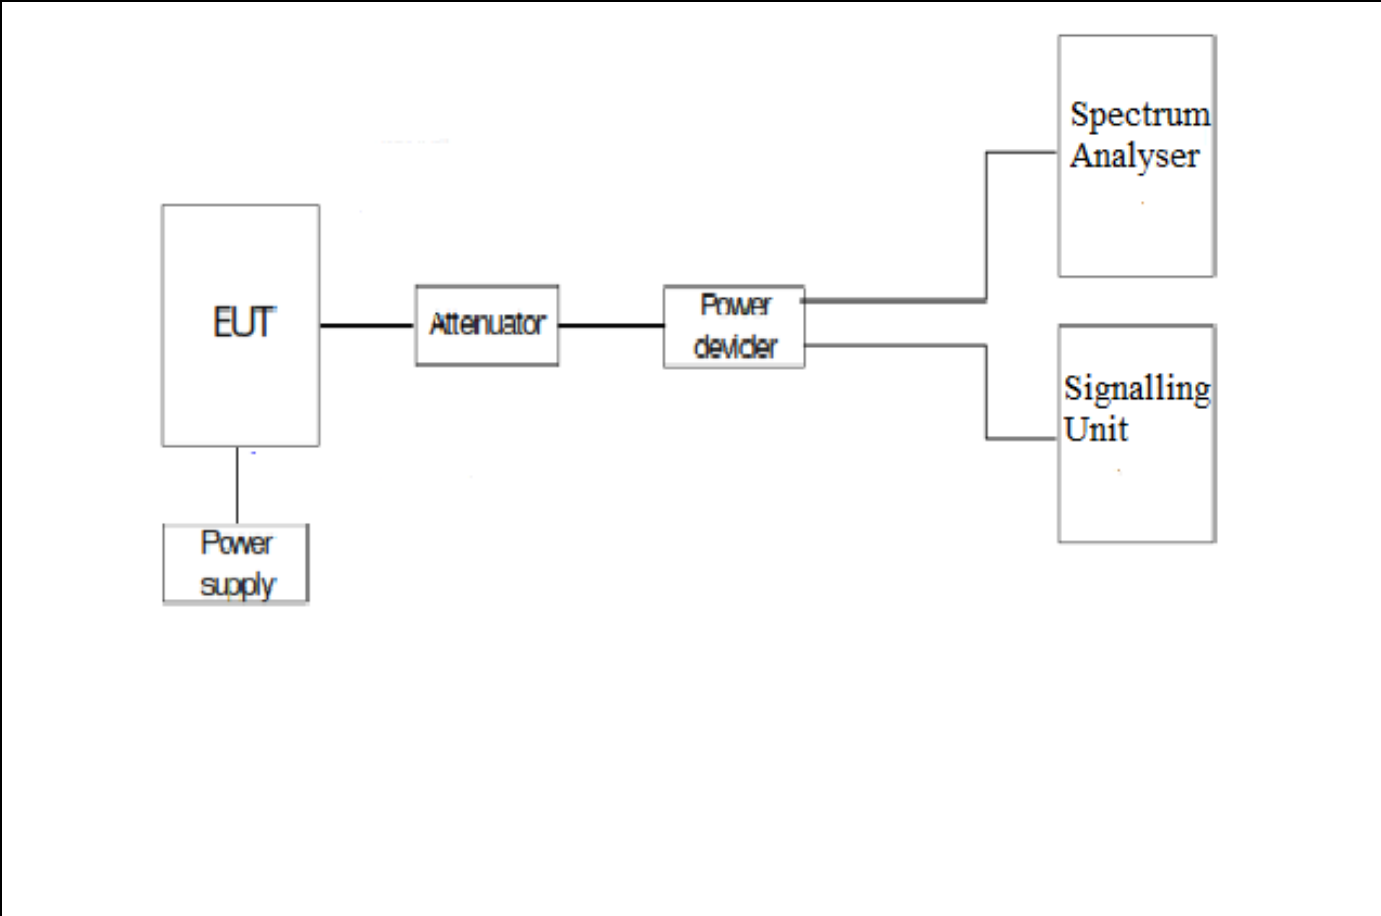 Spectrum
Analyser
EUT
Attenuator
Power
devider
Signalling
Unit
Power
supply